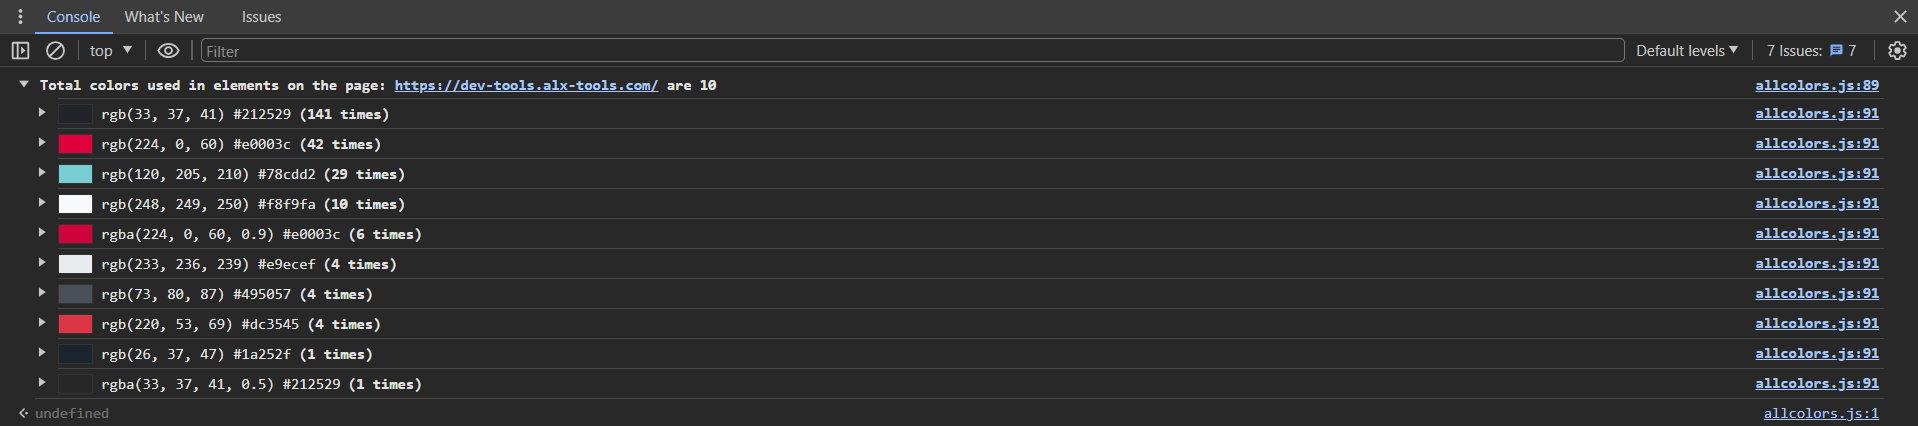 Console What's New Issues
top Filter Default levels 7 Issues: 7
Total colors used in elements on the page: https://dev-tools.alx-tools.com/ are 10 allcolors.js:89
rgb(33, 37, 41) #212529 (141 times) allcolors.js:91
rgb(224, 0, 60) #e0003c (42 times) allcolors.js:91
rgb(120, 205, 210) #78cdd2 (29 times) allcolors.js:91
rgb(248, 249, 250) #f8f9fa (10 times) allcolors.js:91
rgba(224, 0, 60, 0.9) #e0003c (6 times) allcolors.js:91
rgb(233, 236, 239) #e9ecef (4 times) allcolors.js:91
rgb(73, 80, 87) #495057 (4 times) allcolors.js:91
rgb(220, 53, 69) #dc3545 (4 times) allcolors.js:91
rgb(26, 37, 47) #1a252f (1 times) allcolors.js:91
rgba(33, 37, 41, 0.5) #212529 (1 times) allcolors.js:91
undefined allcolors.js:1